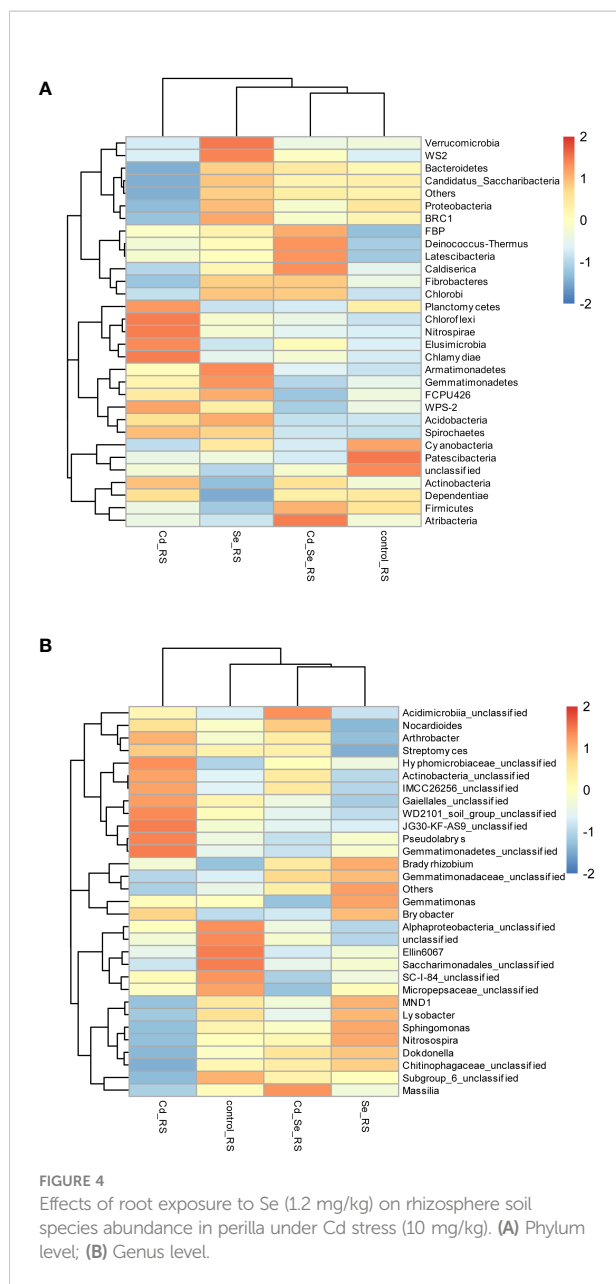 A
Verrucomicrobia
WS2
Bacteroidetes
Candidatus_Saccharibacteria
Others
Proteobacteria
BRC1
FBP
Deinococcus-Thermus
Latescibacteria
Caldiserica
Fibrobacteres
Chlorobi
Planctomycetes
Chloroflexi
Nitrospirae
Elusimicrobia
Chlamydiae
Armatimonadetes
Gemmatimonadetes
FCPU426
WPS-2
Acidobacteria
Spirochaetes
Cyanobacteria
Patescibacteria
unclassified
Actinobacteria
Dependentiae
Firmicutes
Atribacteria
2
1
0
-1
-2
Cd_RS
Se_RS
Cd_Se_RS
control_RS
B
Acidimicrobiia_unclassified
Nocardioides
Arthrobacter
Streptomyces
Hyphomicrobiaceae_unclassified
Actinobacteria_unclassified
IMCC26256_unclassified
Gaiellales_unclassified
WD2101_soil_group_unclassified
JG30-KF-AS9_unclassified
Pseudolabrys
Gemmatimonadetes_unclassified
Bradyrhizobium
Gemmatimonadaceae_unclassified
Others
Gemmatimonas
Bryobacter
Alphaproteobacteria_unclassified
unclassified
Ellin6067
Saccharimonadales_unclassified
SC-I-84_unclassified
Micropepsaceae_unclassified
MND1
Lysobacter
Sphingomonas
Nitrosospira
Dokdonella
Chitinophagaceae_unclassified
Subgroup_6_unclassified
Massilia
2
1
0
-1
-2
Cd_RS
control_RS
Cd_Se_RS
Se_RS
FIGURE 4
Effects of root exposure to Se (1.2 mg/kg) on rhizosphere soil
species abundance in perilla under Cd stress (10 mg/kg). (A) Phylum
level; (B) Genus level.